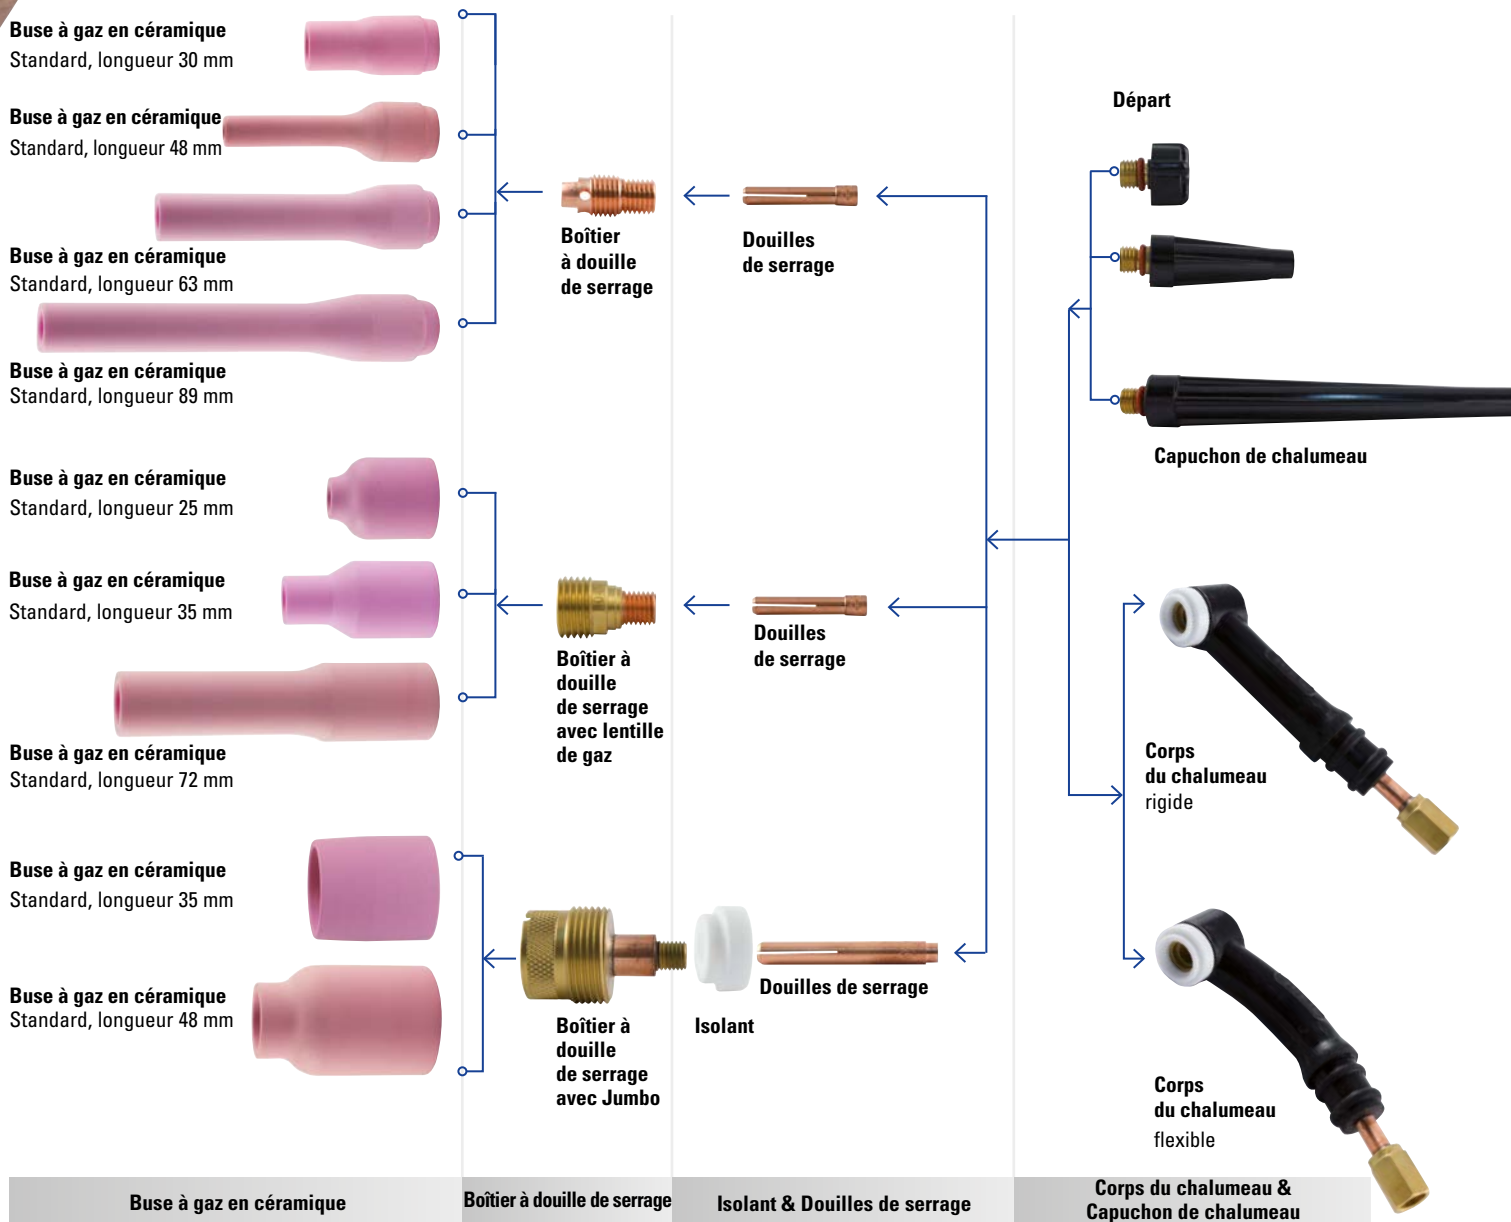 Buse à gaz en céramique
Standard, longueur 30 mm
Buse à gaz en céramique
Standard, longueur 48 mm
Buse à gaz en céramique
Standard, longueur 63 mm
Buse à gaz en céramique
Standard, longueur 89 mm
Buse à gaz en céramique
Standard, longueur 25 mm
Buse à gaz en céramique
Standard, longueur 35 mm
Buse à gaz en céramique
Standard, longueur 72 mm
Buse à gaz en céramique
Standard, longueur 35 mm
Buse à gaz en céramique
Standard, longueur 48 mm
Boîtier
à douille
de serrage
Boîtier à
douille
de serrage
avec lentille
de gaz
Boîtier à
douille
de serrage
avec Jumbo
Douilles
de serrage
Douilles
de serrage
Douilles de serrage
Isolant
Départ
Capuchon de chalumeau
Corps
du chalumeau
rigide
Corps
du chalumeau
flexible
Buse à gaz en céramique
Boîtier à douille de serrage
Isolant & Douilles de serrage
Corps du chalumeau &
Capuchon de chalumeau